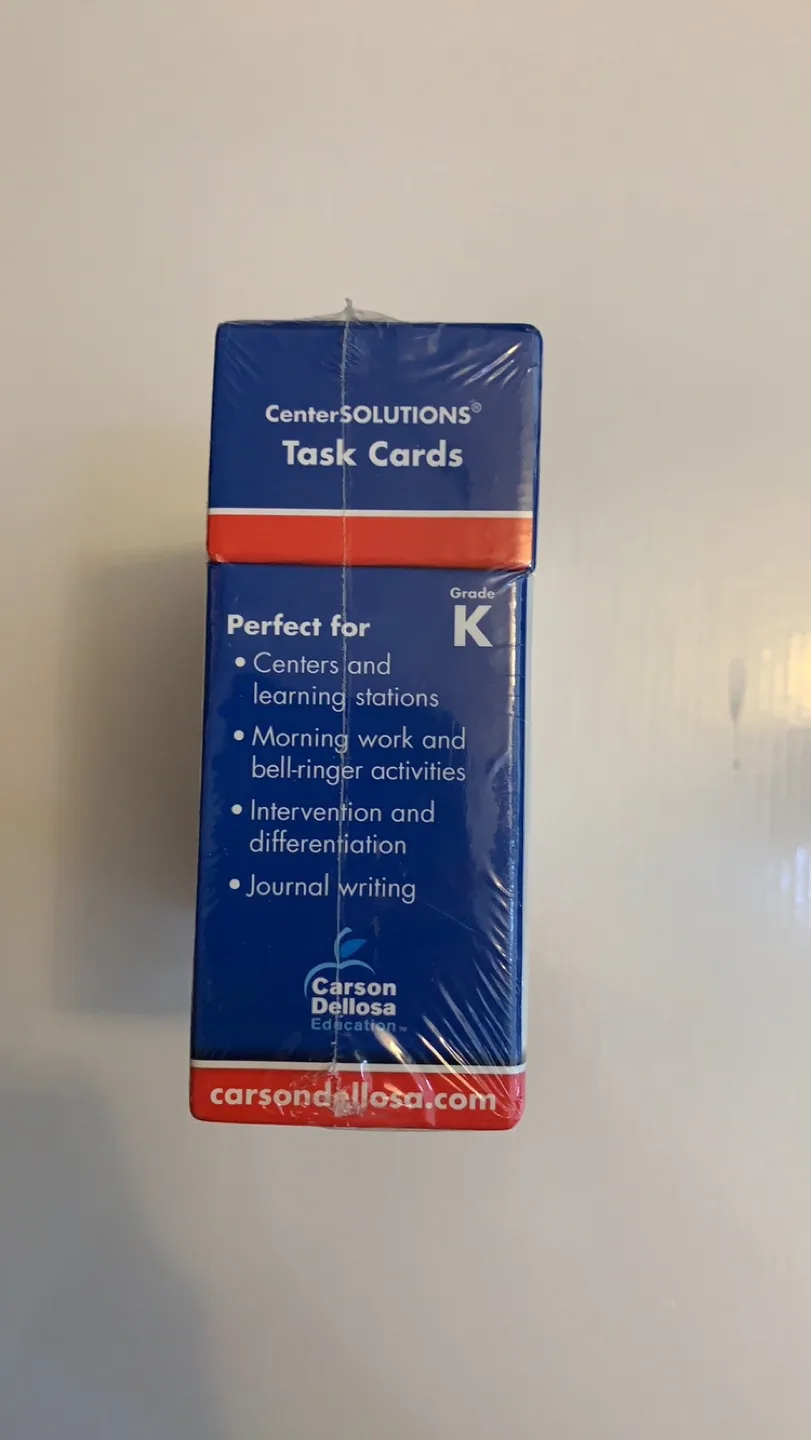 CenterSOLUTIONS®
Task Cards
Grade
K
Perfect for
• Centers and
learning stations
• Morning work and
bell-ringer activities
• Intervention and
differentiation
• Journal writing
Carson
Dellosa
Education™
carsondellosa.com